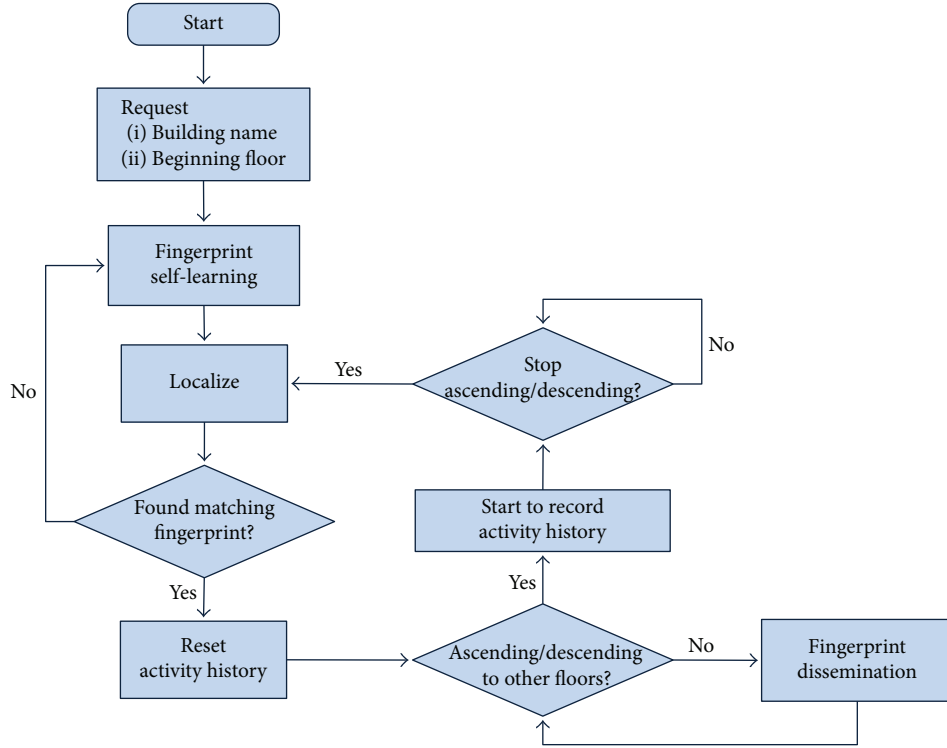 Start
Request
(i) Building name
(ii) Beginning floor
Fingerprint
self-learning
Localize
Yes
Stop
ascending/descending?
No
No
Found matching
fingerprint?
Start to record
activity history
Yes
Yes
Reset
activity history
Ascending/descending
to other floors?
No
Fingerprint
dissemination